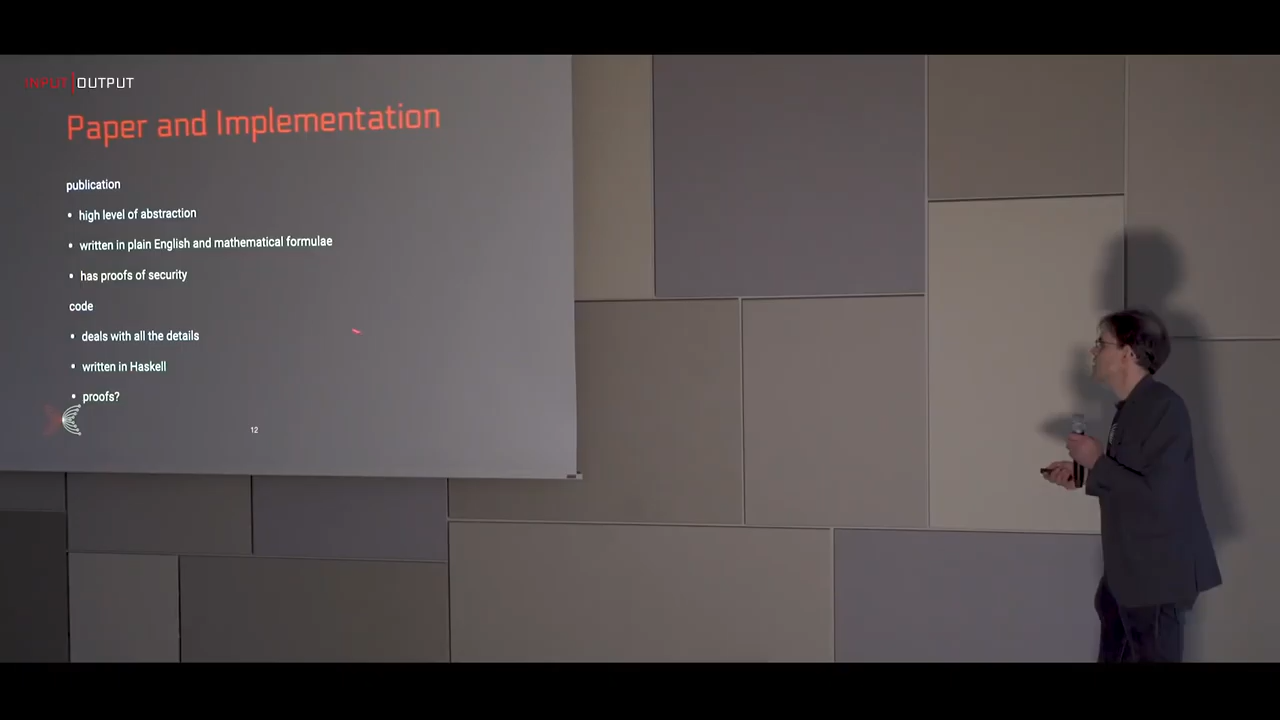 INPUT|OUTPUT
Paper and Implementation
publication
• high level of abstraction
• written in plain English and mathematical formulae
• has proofs of security
code
• deals with all the details
• written in Haskell
• proofs?
12